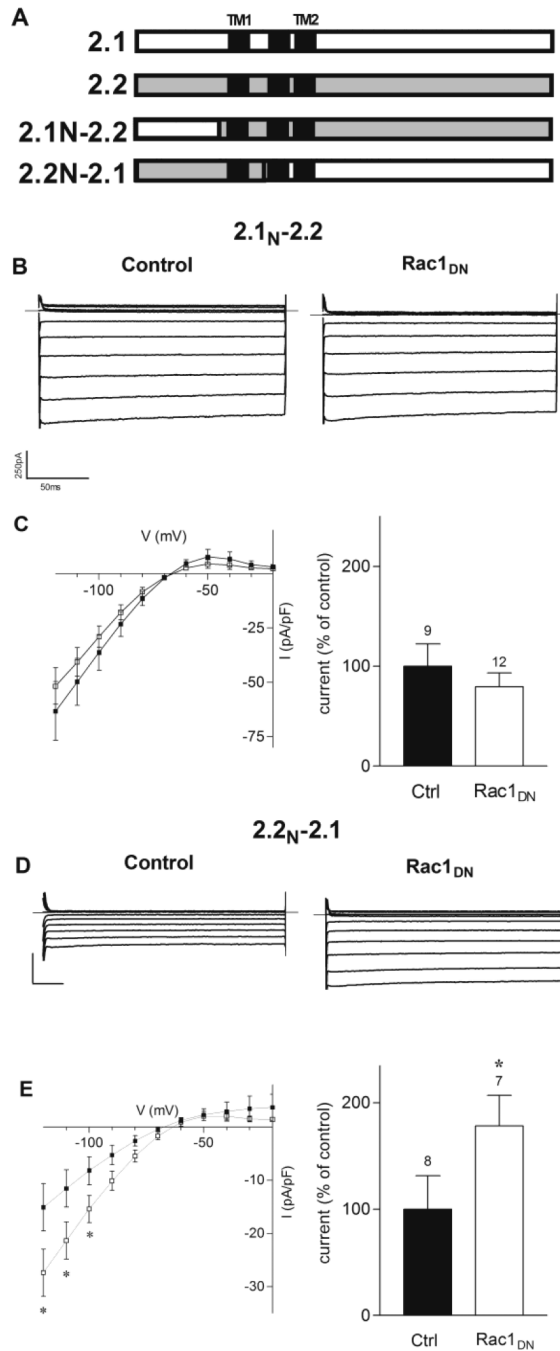 A
TM1 TM2
2.1
2.2
2.1N-2.2
2.2N-2.1
2.1N-2.2
B Control Rac1DN
250pA
50ms
C
V (mV)
-100 -50
-25
-50
-75
I (pA/pF)
current (% of control)
200
100
0
9 12
Ctrl Rac1DN
2.2N-2.1
D Control Rac1DN
E
V (mV)
-100 -50
-10
-20
-30
I (pA/pF)
* * *
current (% of control)
200
100
0
*
8 7
Ctrl Rac1DN